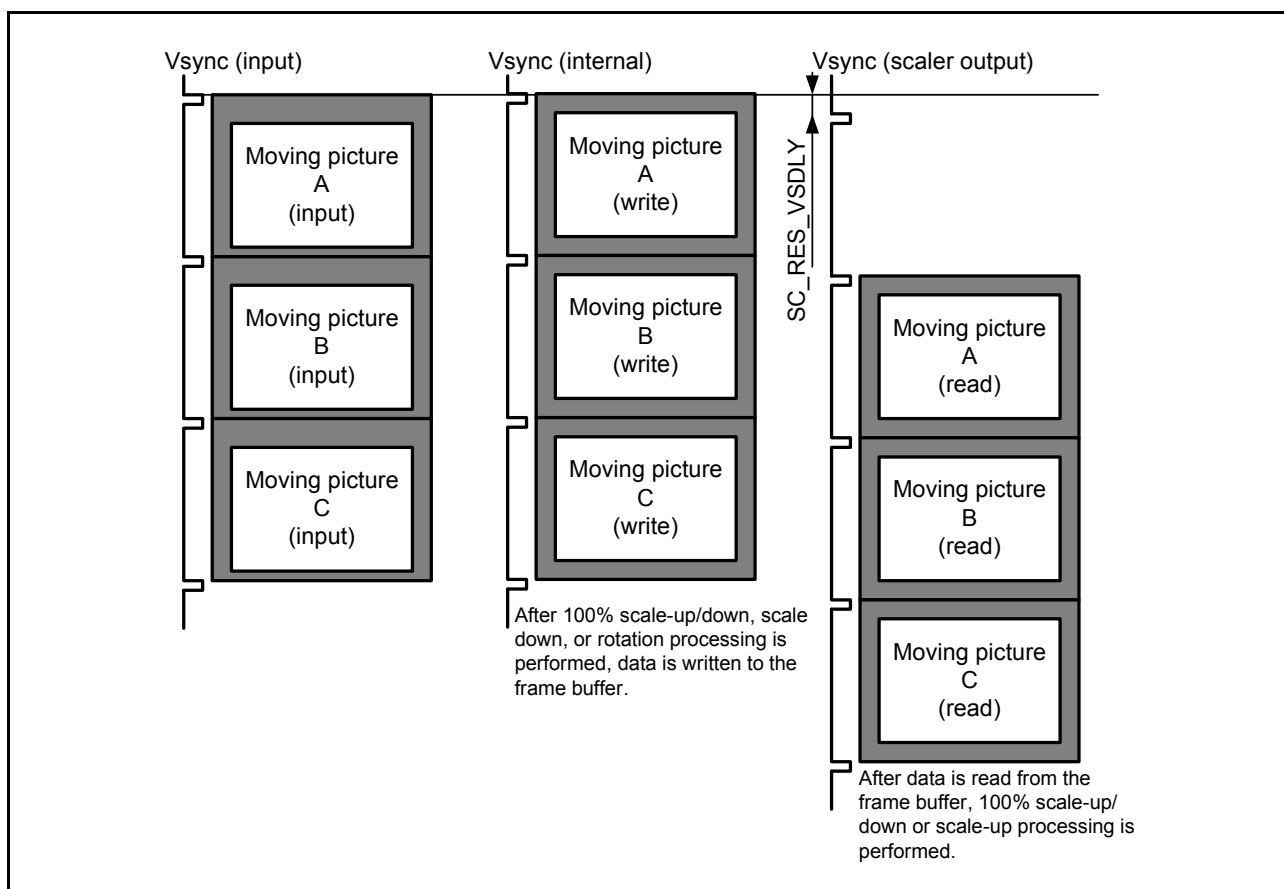 Vsync (input)
Vsync (internal)
Vsync (scaler output)
Moving picture
A
(input)
Moving picture
B
(input)
Moving picture
C
(input)
Moving picture
A
(write)
Moving picture
B
(write)
Moving picture
C
(write)
After 100% scale-up/down, scale
down, or rotation processing is
performed, data is written to the
frame buffer.
SC_RES_VSDLY
Moving picture
A
(read)
Moving picture
B
(read)
Moving picture
C
(read)
After data is read from the
frame buffer, 100% scale-up/
down or scale-up processing is
performed.